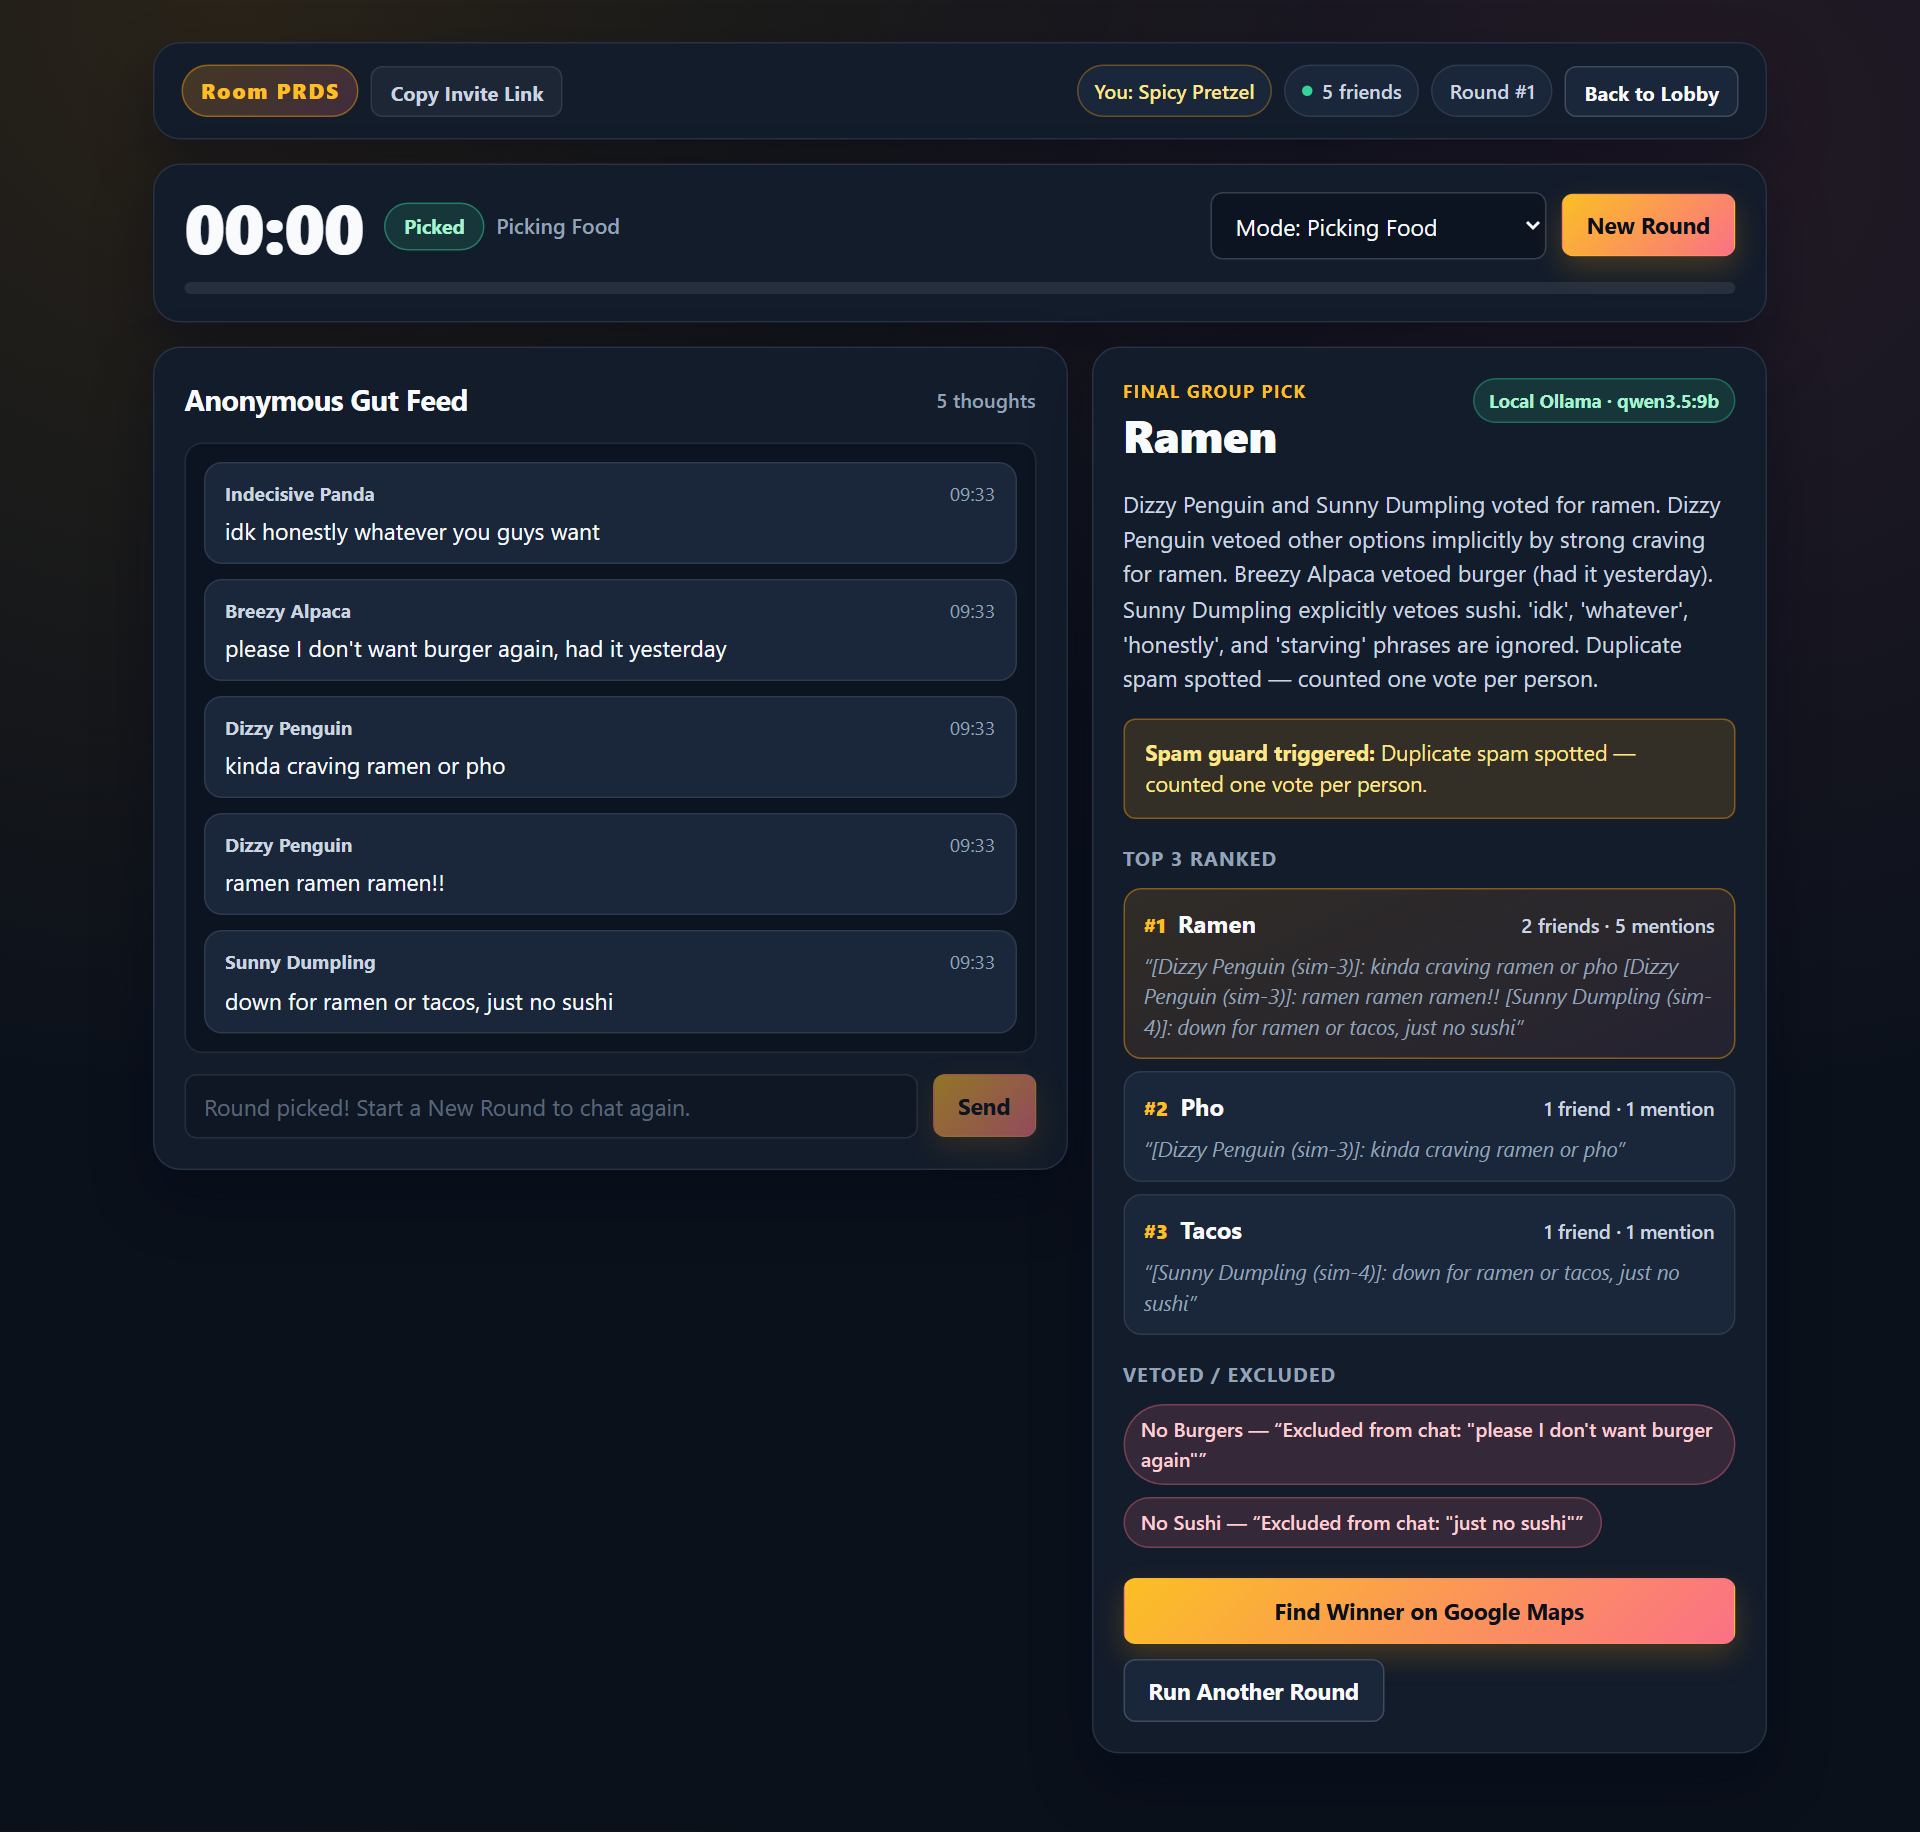 Room PRDS
Copy Invite Link
You: Spicy Pretzel
5 friends
Round #1
Back to Lobby
00:00
Picked
Picking Food
Mode: Picking Food
New Round
Anonymous Gut Feed
5 thoughts
Indecisive Panda
09:33
idk honestly whatever you guys want
Breezy Alpaca
09:33
please I don't want burger again, had it yesterday
Dizzy Penguin
09:33
kinda craving ramen or pho
Dizzy Penguin
09:33
ramen ramen ramen!!
Sunny Dumpling
09:33
down for ramen or tacos, just no sushi
Round picked! Start a New Round to chat again.
Send
FINAL GROUP PICK
Local Ollama · qwen3.5:9b
Ramen
Dizzy Penguin and Sunny Dumpling voted for ramen. Dizzy
Penguin vetoed other options implicitly by strong craving
for ramen. Breezy Alpaca vetoed burger (had it yesterday).
Sunny Dumpling explicitly vetoes sushi. 'idk', 'whatever',
'honestly', and 'starving' phrases are ignored. Duplicate
spam spotted — counted one vote per person.
Spam guard triggered: Duplicate spam spotted —
counted one vote per person.
TOP 3 RANKED
#1 Ramen
2 friends · 5 mentions
“[Dizzy Penguin (sim-3)]: kinda craving ramen or pho [Dizzy
Penguin (sim-3)]: ramen ramen ramen!! [Sunny Dumpling (sim-
4)]: down for ramen or tacos, just no sushi”
#2 Pho
1 friend · 1 mention
“[Dizzy Penguin (sim-3)]: kinda craving ramen or pho”
#3 Tacos
1 friend · 1 mention
“[Sunny Dumpling (sim-4)]: down for ramen or tacos, just no
sushi”
VETOED / EXCLUDED
No Burgers — “Excluded from chat: "please I don't want burger
again"”
No Sushi — “Excluded from chat: "just no sushi"”
Find Winner on Google Maps
Run Another Round